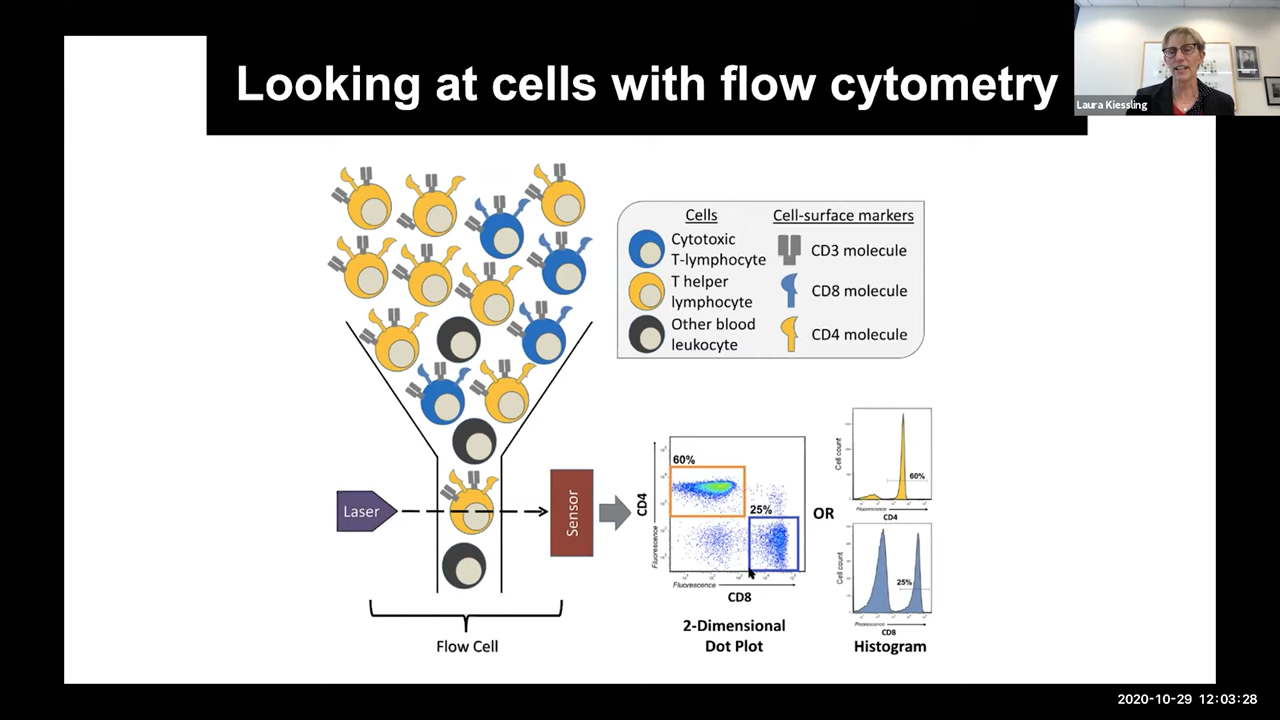 Looking at cells with flow cytometry
Laura Kiessling
Cells
Cell-surface markers
Cytotoxic
T-lymphocyte
CD3 molecule
T helper
lymphocyte
CD8 molecule
Other blood
leukocyte
CD4 molecule
Laser
Sensor
Flow Cell
60%
25%
CD4
Fluorescence
Fluorescence
CD8
2-Dimensional
Dot Plot
OR
Cell count
60%
Fluorescence
CD4
Cell count
25%
Fluorescence
CD8
Histogram
2020-10-29 12:03:28